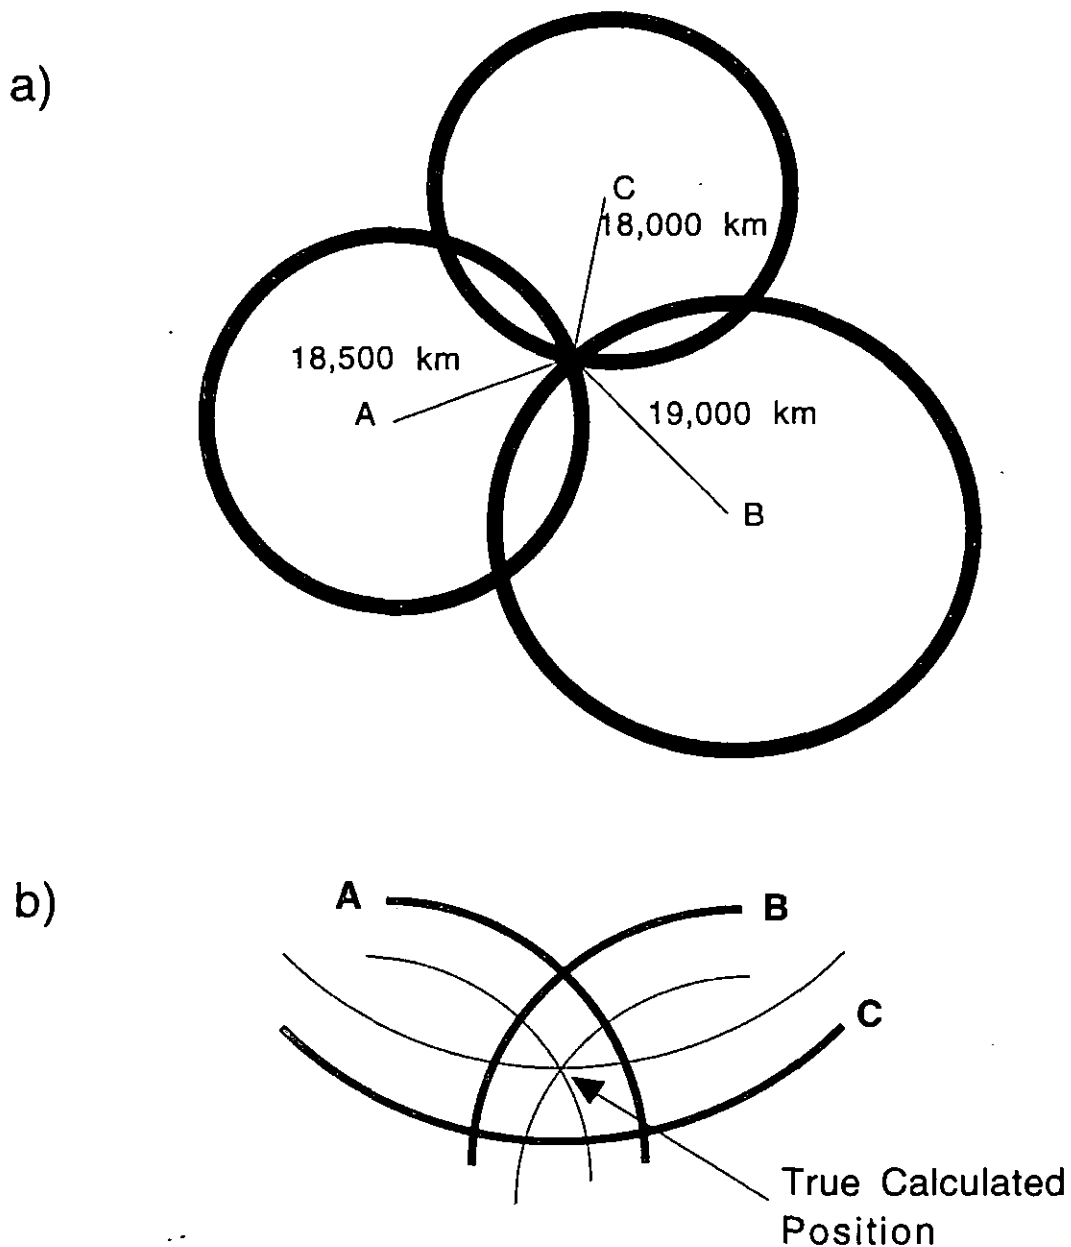 a)
C
18,000 km
18,500 km
A
19,000 km
B
b)
A
B
C
True Calculated
Position